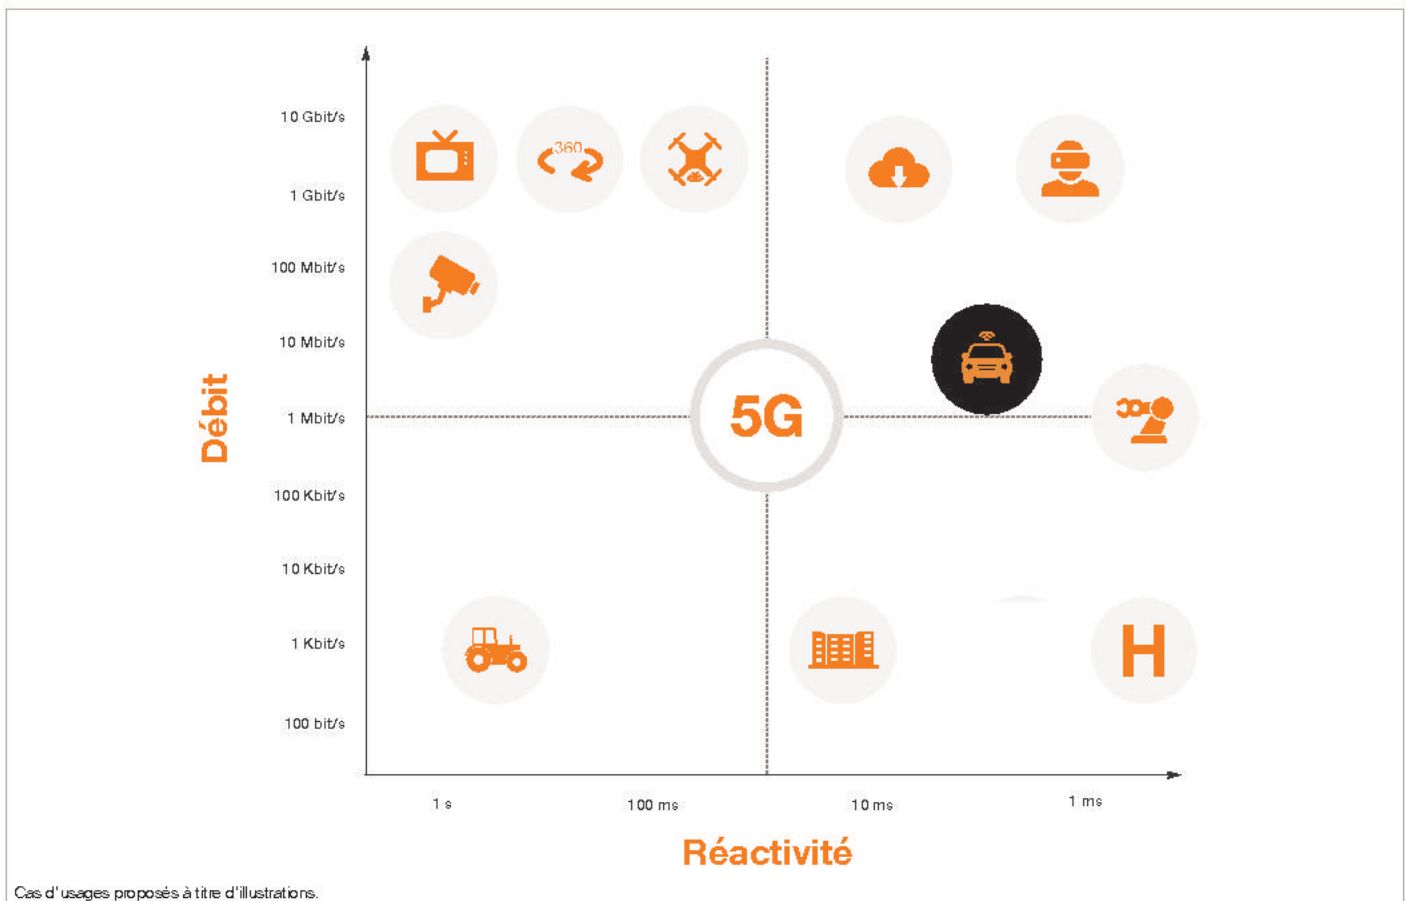 10 Gbit/s
360
1 Gbit/s
100 Mbit/s
10 Mbit/s
Débit
1 Mbit/s
5G
100 Kbit/s
10 Kbit/s
1 Kbit/s
H
100 bit/s
1 s
100 ms
10 ms
1 ms
Réactivité
Cas d'usages proposés à titre d'illustrations.